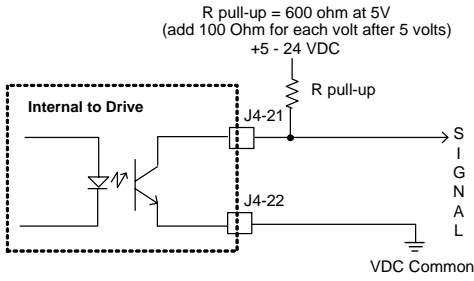 R pull-up = 600 ohm at 5V
(add 100 Ohm for each volt after 5 volts)
+5 - 24 VDC
R pull-up
Internal to Drive
J4-21
SIGNAL
J4-22
VDC Common